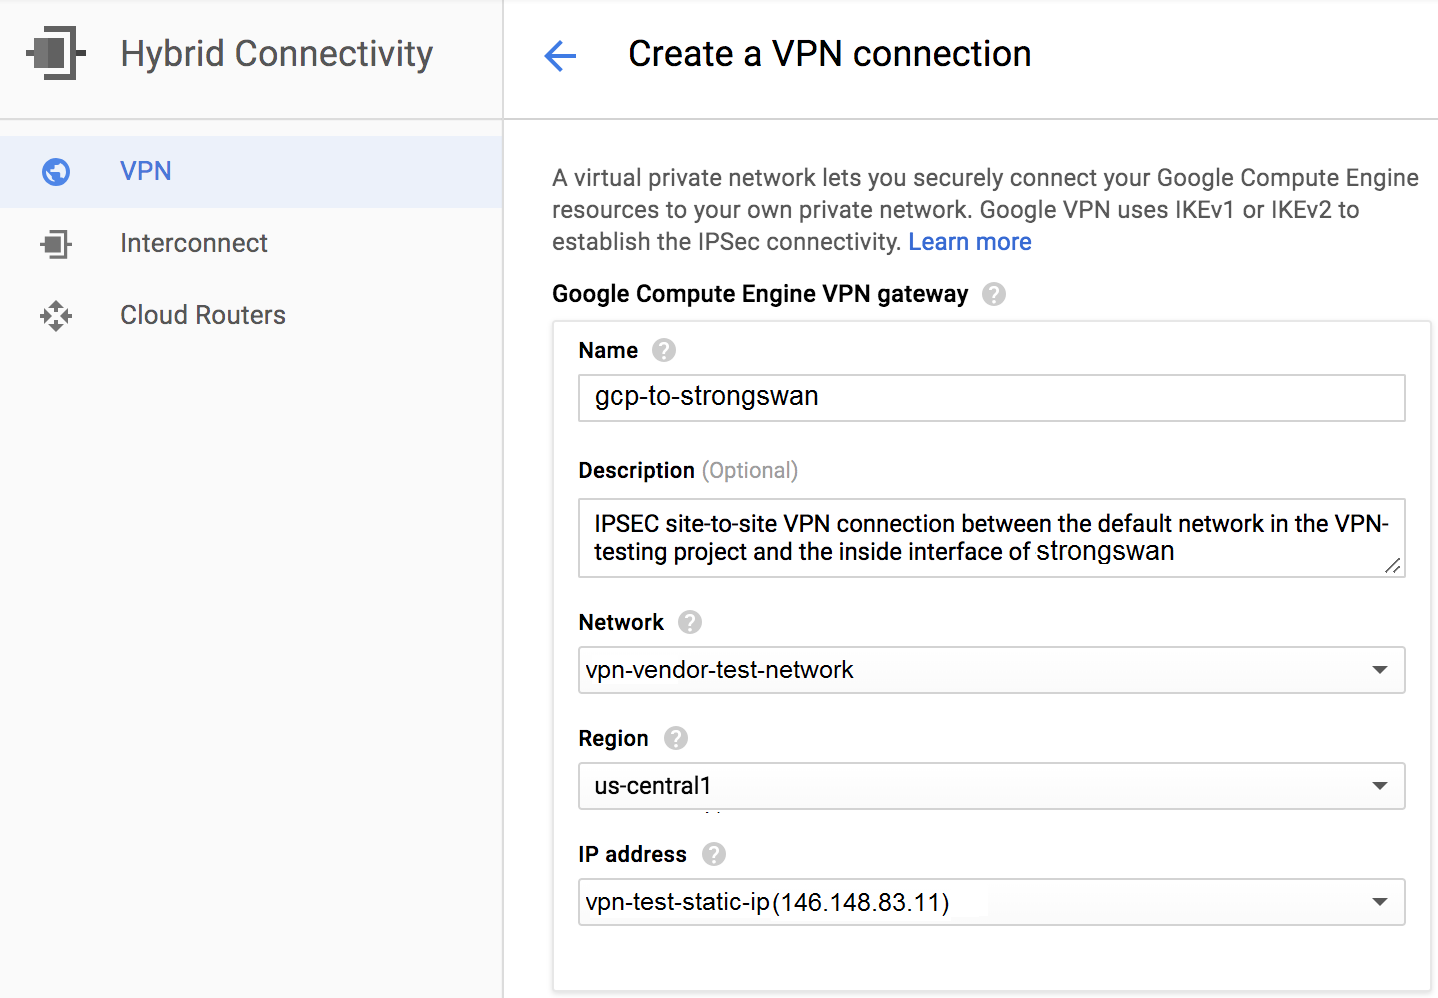 Hybrid Connectivity
Create a VPN connection
VPN
Interconnect
Cloud Routers
A virtual private network lets you securely connect your Google Compute Engine
resources to your own private network. Google VPN uses IKEv1 or IKEv2 to
establish the IPSec connectivity. Learn more
Google Compute Engine VPN gateway ?
Name ?
gcp-to-strongswan
Description (Optional)
IPSEC site-to-site VPN connection between the default network in the VPN-
testing project and the inside interface of strongswan
Network ?
vpn-vendor-test-network
Region ?
us-central1
IP address ?
vpn-test-static-ip(146.148.83.11)